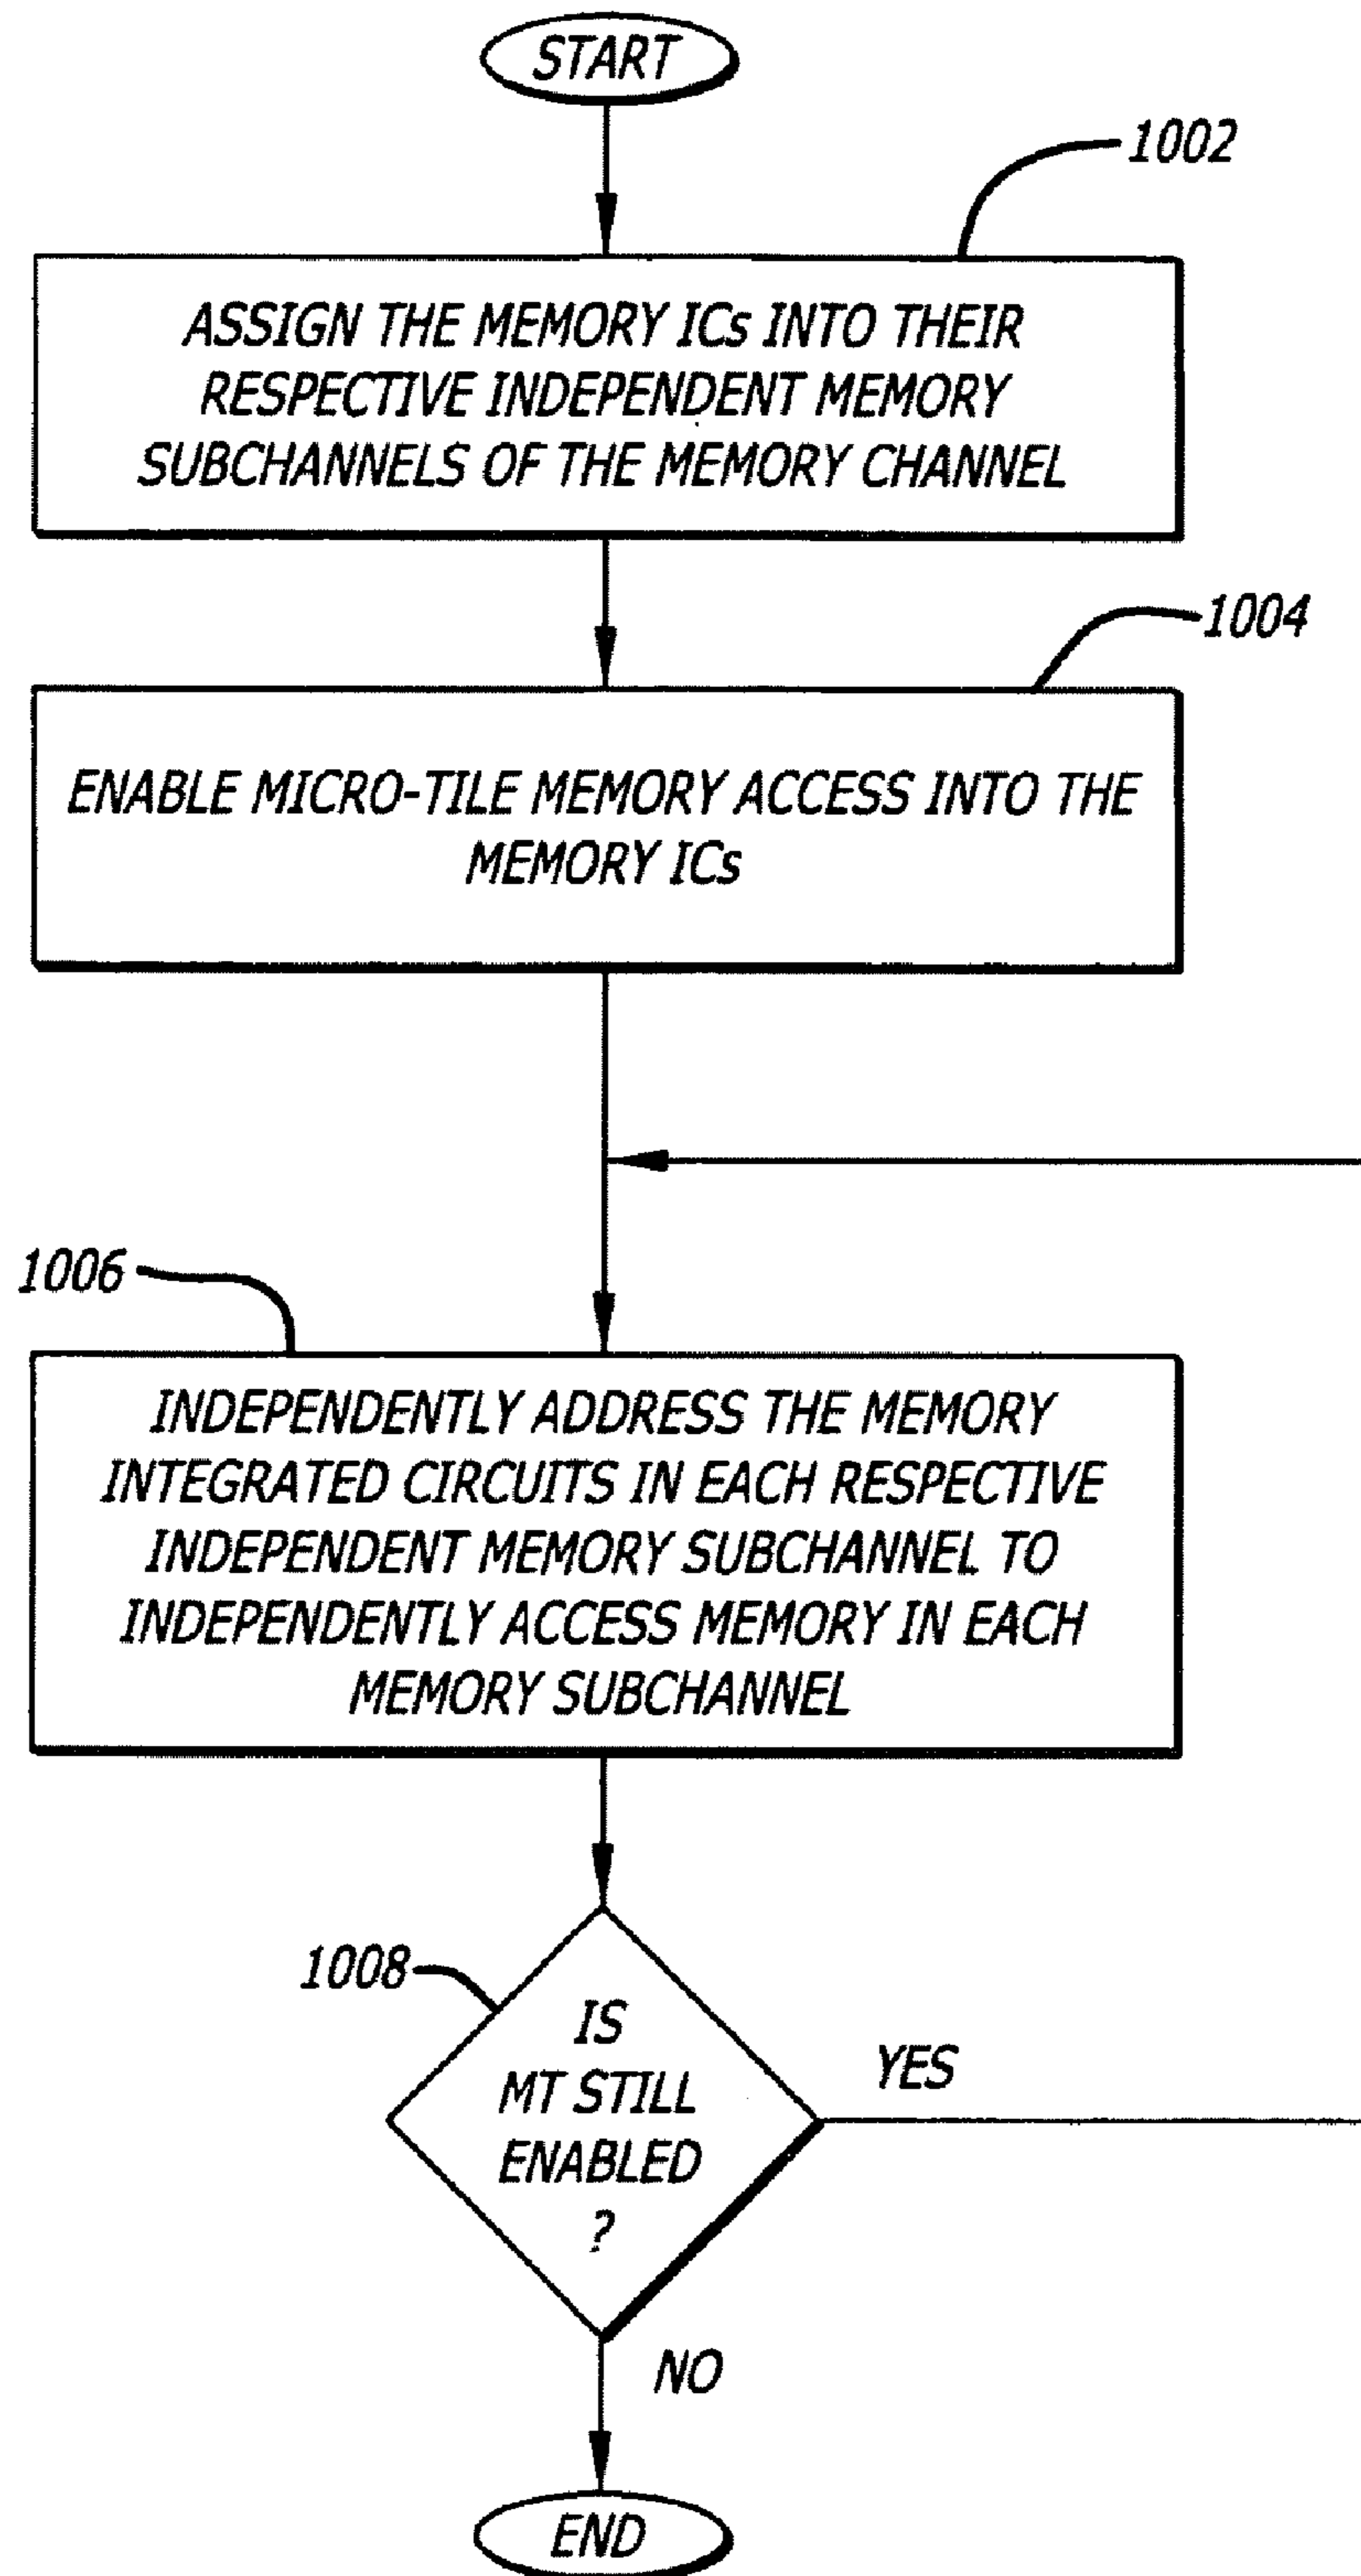 START
1002
ASSIGN THE MEMORY ICs INTO THEIR
RESPECTIVE INDEPENDENT MEMORY
SUBCHANNELS OF THE MEMORY CHANNEL
1004
ENABLE MICRO-TILE MEMORY ACCESS INTO THE
MEMORY ICs
1006
INDEPENDENTLY ADDRESS THE MEMORY
INTEGRATED CIRCUITS IN EACH RESPECTIVE
INDEPENDENT MEMORY SUBCHANNEL TO
INDEPENDENTLY ACCESS MEMORY IN EACH
MEMORY SUBCHANNEL
1008
IS
MT STILL
ENABLED
?
YES
NO
END